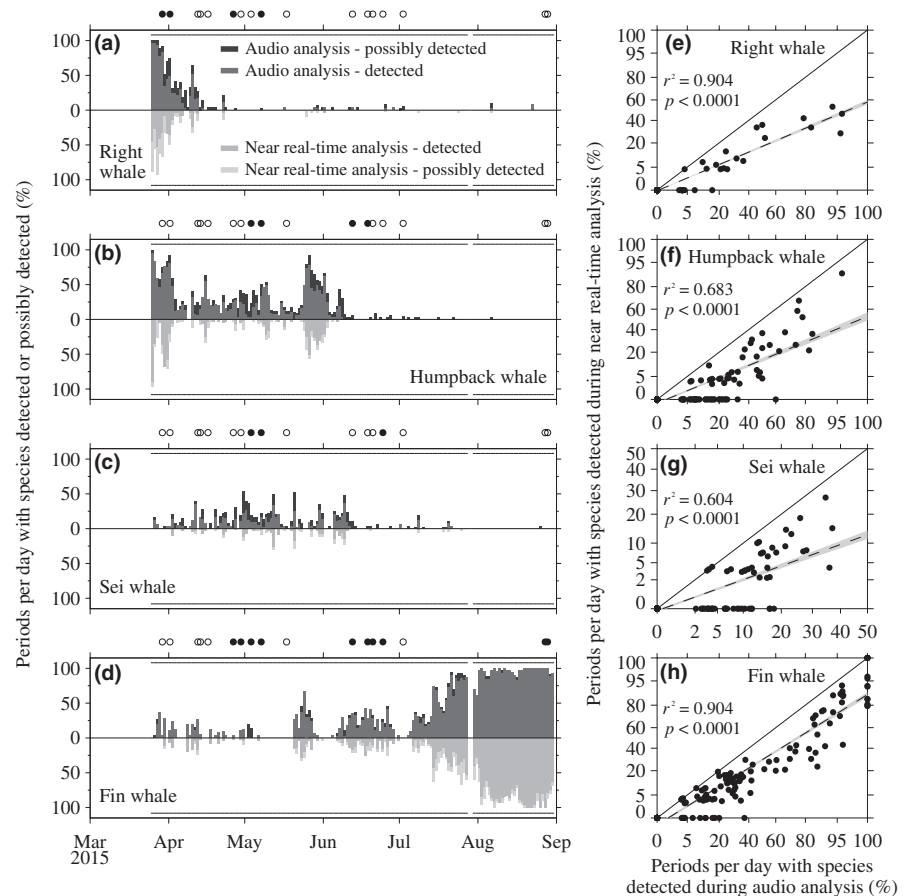 Periods per day with species detected or possibly detected (%)
(a)
100
50
0
50
100
Audio analysis - possibly detected
Audio analysis - detected
Near real-time analysis - detected
Near real-time analysis - possibly detected
Right
whale
(b)
100
50
0
50
100
Humpback whale
(c)
100
50
0
50
100
Sei whale
(d)
100
50
0
50
100
Fin whale
Mar Apr May Jun Jul Aug Sep
2015
Periods per day with species detected during near real-time analysis (%)
(e)
Right whale
r² = 0.904
p < 0.0001
100
95
80
60
40
20
5
0
0 5 20 40 60 80 95 100
(f)
Humpback whale
r² = 0.683
p < 0.0001
100
95
80
60
40
20
5
0
0 5 20 40 60 80 95 100
(g)
Sei whale
r² = 0.604
p < 0.0001
50
40
30
20
10
5
2
0
0 2 5 10 20 30 40 50
(h)
Fin whale
r² = 0.904
p < 0.0001
100
95
80
60
40
20
5
0
0 5 20 40 60 80 95 100
Periods per day with species
detected during audio analysis (%)